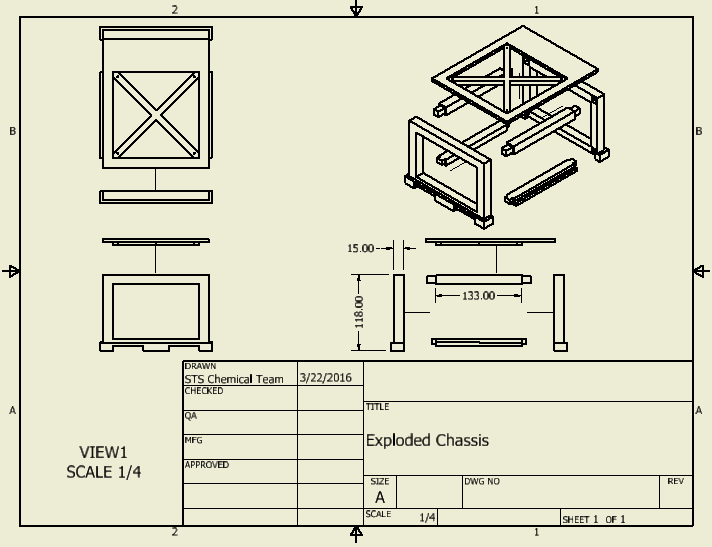 2
1
B
B
15.00
133.00
118.00
A
A
VIEW1
SCALE 1/4
DRAWN
STS Chemical Team
3/22/2016
CHECKED
QA
MFG
APPROVED
TITLE
Exploded Chassis
SIZE
A
DWG NO
REV
SCALE
1/4
SHEET 1 OF 1
2
1